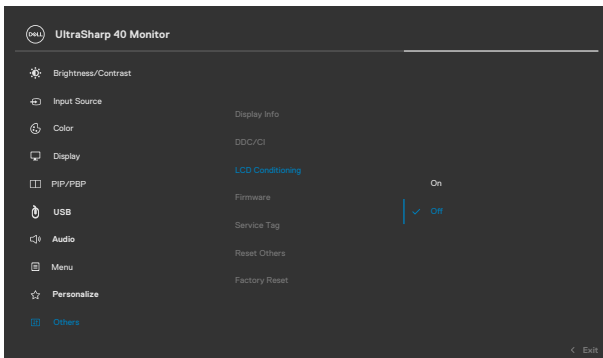 DELL
UltraSharp 40 Monitor
Brightness/Contrast
Input Source
Color
Display
PIP/PBP
USB
Audio
Menu
Personalize
Others
Display Info
DDC/CI
LCD Conditioning
Firmware
Service Tag
Reset Others
Factory Reset
On
Off
Exit